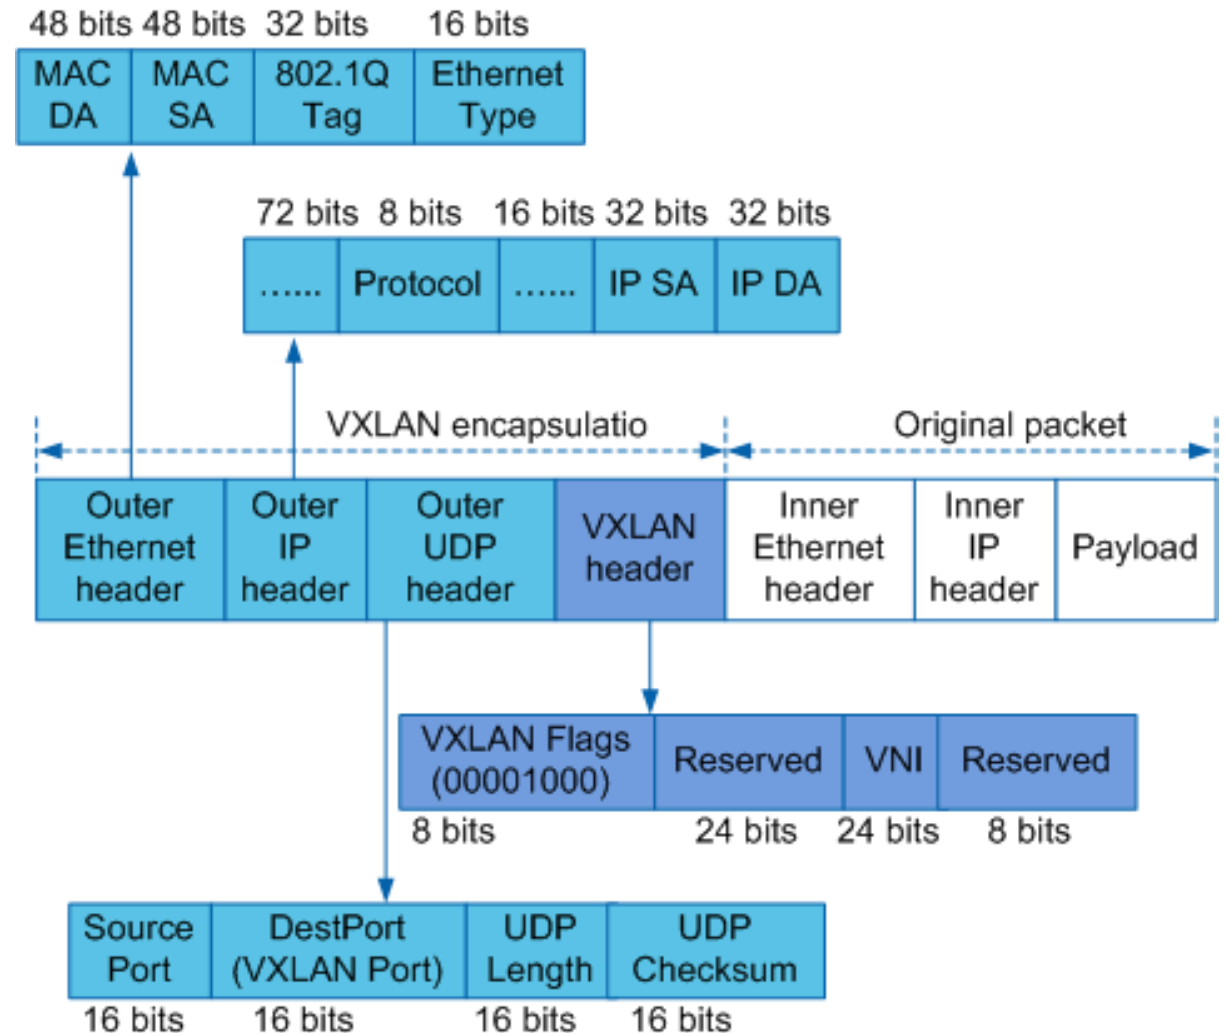 48 bits 48 bits 32 bits 16 bits
MAC DA
MAC SA
802.1Q Tag
Ethernet Type
72 bits 8 bits 16 bits 32 bits 32 bits
…...
Protocol
…...
IP SA
IP DA
VXLAN encapsulatio
Original packet
Outer
Ethernet
header
Outer
IP
header
Outer
UDP
header
VXLAN
header
Inner
Ethernet
header
Inner
IP
header
Payload
VXLAN Flags
(00001000)
Reserved
VNI
Reserved
8 bits 24 bits 24 bits 8 bits
Source
Port
DestPort
(VXLAN Port)
UDP
Length
UDP
Checksum
16 bits 16 bits 16 bits 16 bits